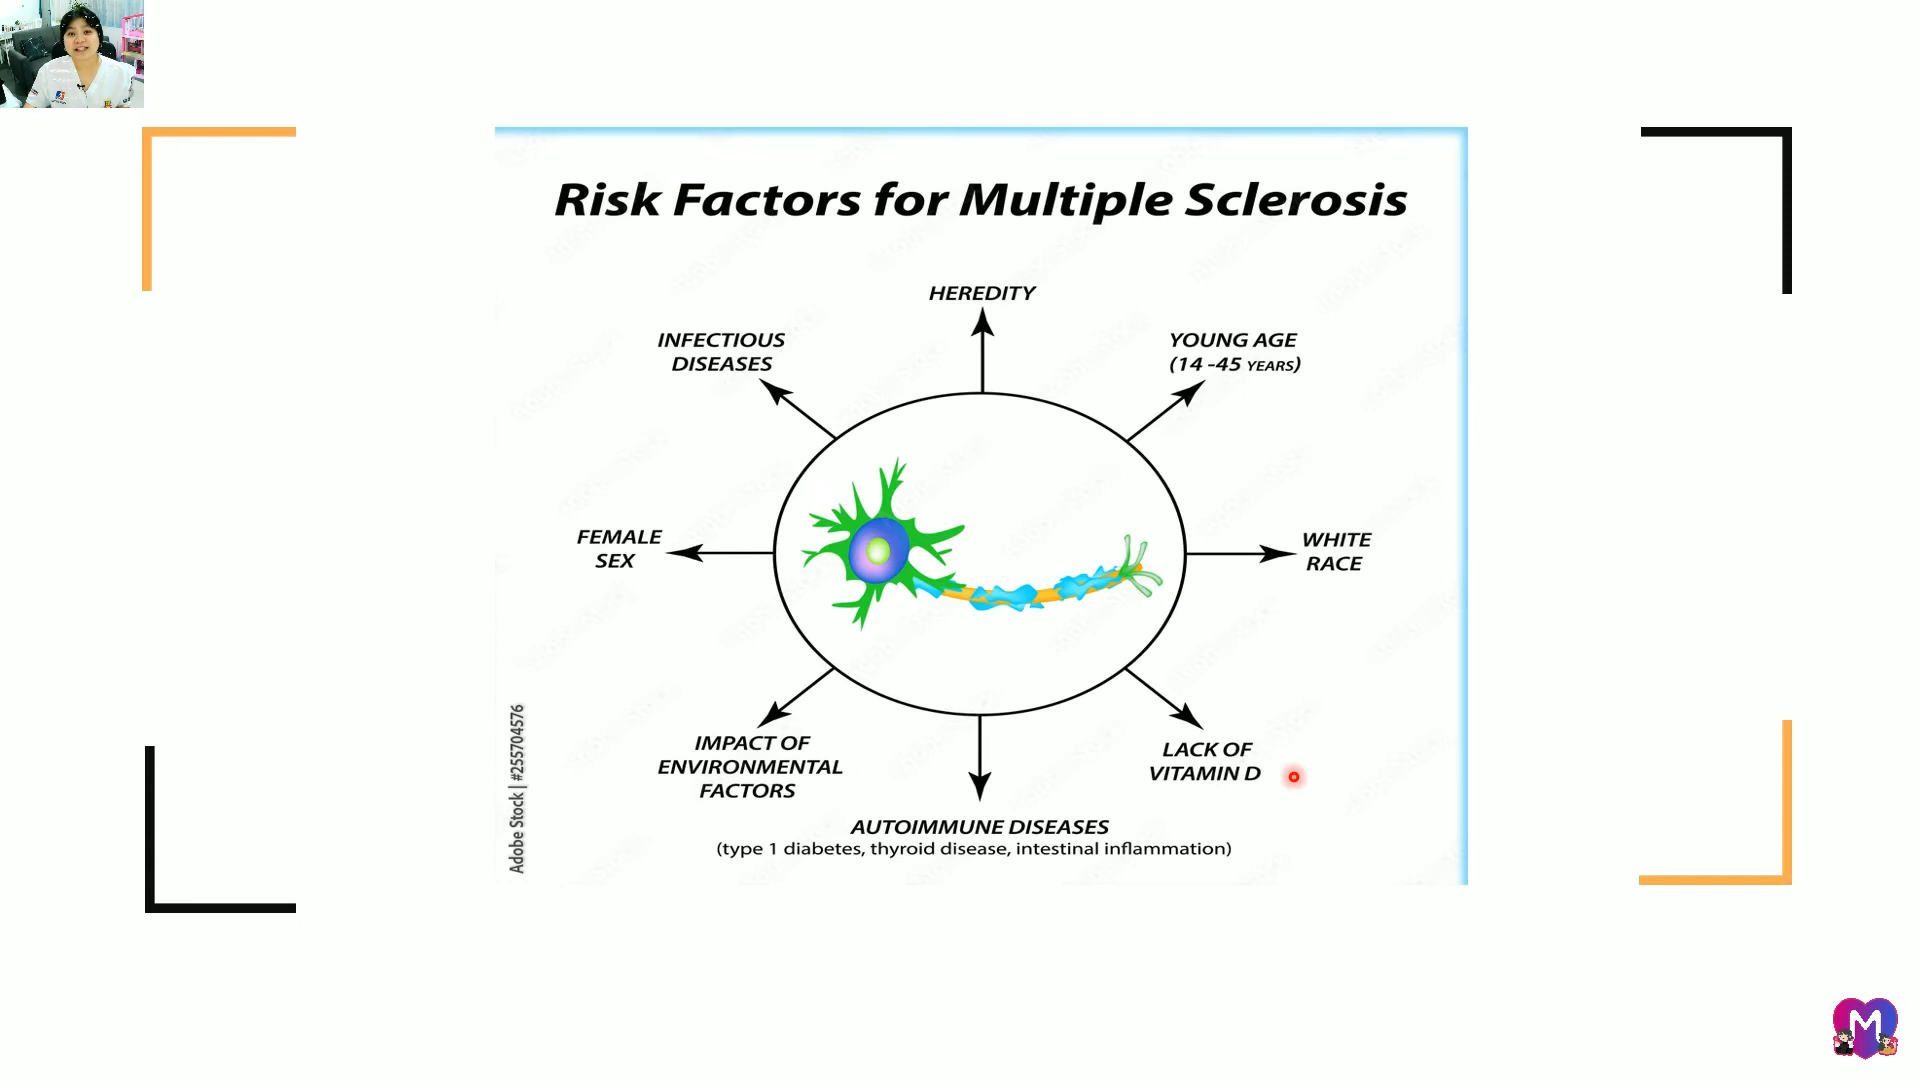 Risk Factors for Multiple Sclerosis
HEREDITY
INFECTIOUS
DISEASES
YOUNG AGE
(14 -45 YEARS)
FEMALE
SEX
WHITE
RACE
IMPACT OF
ENVIRONMENTAL
FACTORS
LACK OF
VITAMIN D
AUTOIMMUNE DISEASES
(type 1 diabetes, thyroid disease, intestinal inflammation)
Adobe Stock | #255704576
M